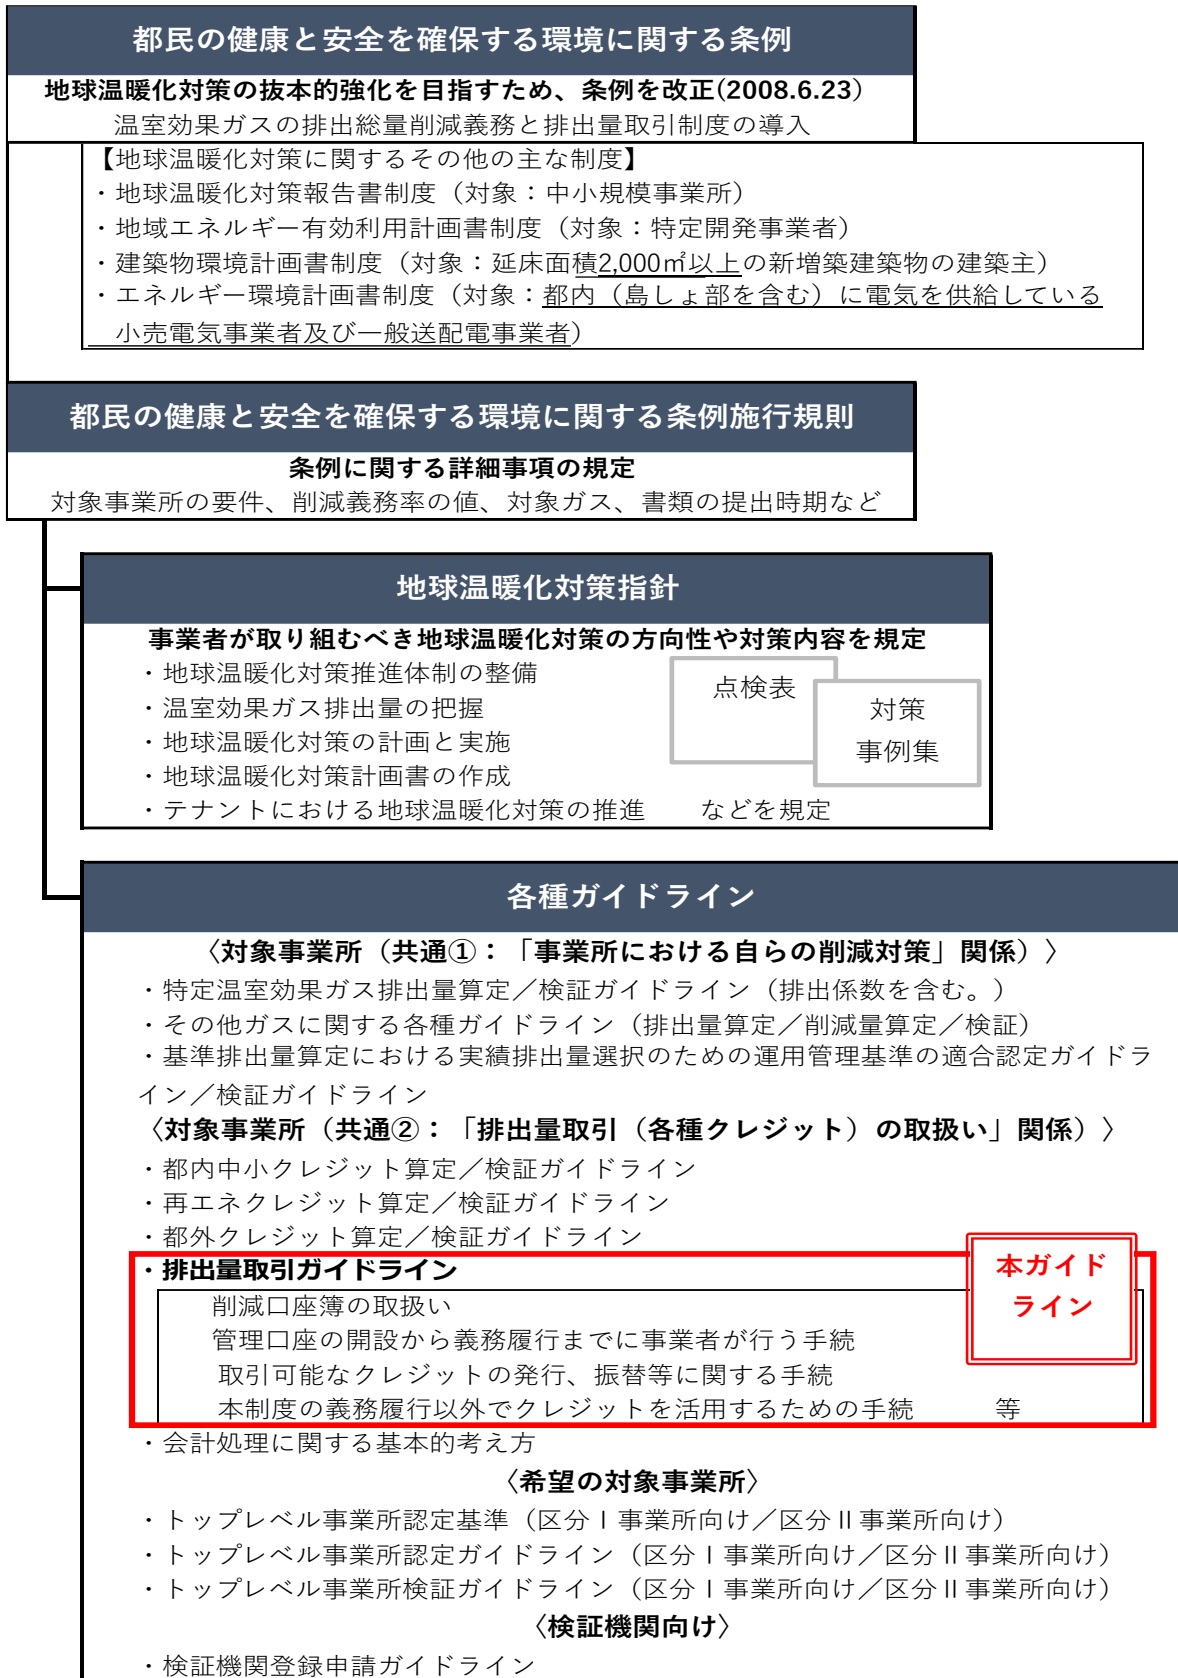 都民の健康と安全を確保する環境に関する条例
地球温暖化対策の抜本的強化を目指すため、条例を改正(2008.6.23)
温室効果ガスの排出総量削減義務と排出量取引制度の導入
【地球温暖化対策に関するその他の主な制度】
・地球温暖化対策報告書制度（対象：中小規模事業所）
・地域エネルギー有効利用計画書制度（対象：特定開発事業者）
・建築物環境計画書制度（対象：延床面積2,000㎡以上の新増築建築物の建築主）
・エネルギー環境計画書制度（対象：都内（島しょ部を含む）に電気を供給している
小売電気事業者及び一般送配電事業者）
都民の健康と安全を確保する環境に関する条例施行規則
条例に関する詳細事項の規定
対象事業所の要件、削減義務率の値、対象ガス、書類の提出時期など
地球温暖化対策指針
事業者が取り組むべき地球温暖化対策の方向性や対策内容を規定
・地球温暖化対策推進体制の整備
・温室効果ガス排出量の把握
・地球温暖化対策の計画と実施
・地球温暖化対策計画書の作成
・テナントにおける地球温暖化対策の推進　　などを規定
点検表
対策
事例集
各種ガイドライン
〈対象事業所（共通①：「事業所における自らの削減対策」関係）〉
・特定温室効果ガス排出量算定／検証ガイドライン（排出係数を含む。）
・その他ガスに関する各種ガイドライン（排出量算定／削減量算定／検証）
・基準排出量算定における実績排出量選択のための運用管理基準の適合認定ガイドラ
イン／検証ガイドライン
〈対象事業所（共通②：「排出量取引（各種クレジット）の取扱い」関係）〉
・都内中小クレジット算定／検証ガイドライン
・再エネクレジット算定／検証ガイドライン
・都外クレジット算定／検証ガイドライン
・排出量取引ガイドライン
本ガイド
ライン
削減口座簿の取扱い
管理口座の開設から義務履行までに事業者が行う手続
取引可能なクレジットの発行、振替等に関する手続
本制度の義務履行以外でクレジットを活用するための手続　　等
・会計処理に関する基本的考え方
〈希望の対象事業所〉
・トップレベル事業所認定基準（区分Ⅰ事業所向け／区分Ⅱ事業所向け）
・トップレベル事業所認定ガイドライン（区分Ⅰ事業所向け／区分Ⅱ事業所向け）
・トップレベル事業所検証ガイドライン（区分Ⅰ事業所向け／区分Ⅱ事業所向け）
〈検証機関向け〉
・検証機関登録申請ガイドライン